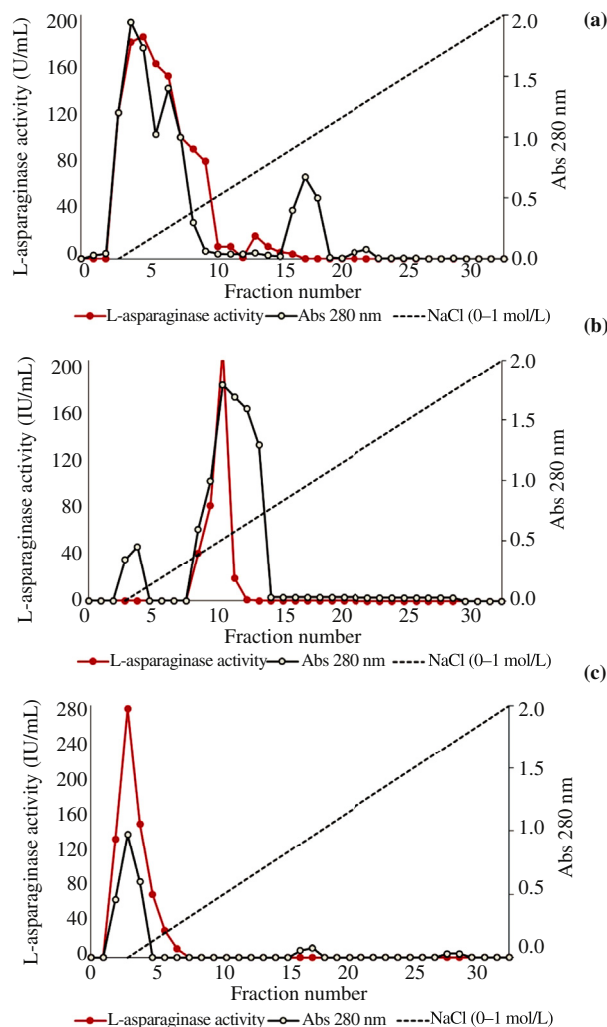 (a)
L-asparaginase activity (U/mL)
200
160
120
80
40
0
2.0
1.5
1.0
0.5
0.0
Abs 280 nm
5 10 15 20 25 30
Fraction number
L-asparaginase activity Abs 280 nm NaCl (0–1 mol/L)
(b)
L-asparaginase activity (IU/mL)
200
160
120
80
40
0
2.0
1.5
1.0
0.5
0.0
Abs 280 nm
0 5 10 15 20 25 30
Fraction number
L-asparaginase activity Abs 280 nm NaCl (0–1 mol/L)
(c)
L-asparaginase activity (IU/mL)
280
240
200
160
120
80
40
0
2.0
1.5
1.0
0.5
0.0
Abs 280 nm
0 5 10 15 20 25 30
Fraction number
L-asparaginase activity Abs 280 nm NaCl (0–1 mol/L)